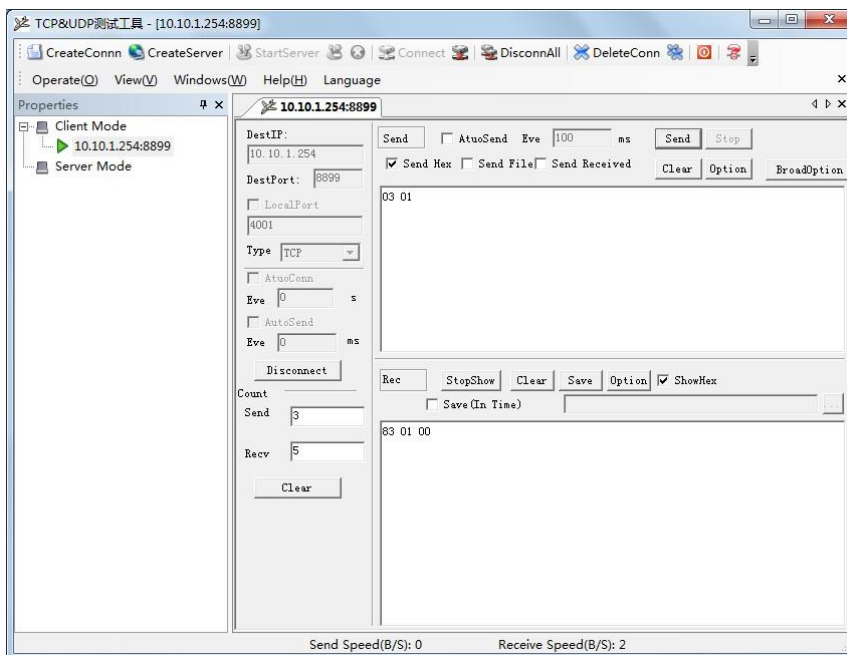 TCP&UDP测试工具 - [10.10.1.254:8899]
CreateConnn CreateServer StartServer Connect DisconnAll DeleteConn
Operate(O) View(V) Windows(W) Help(H) Language
Properties
Client Mode
10.10.1.254:8899
Server Mode
10.10.1.254:8899
DestIP:
10. 10. 1. 254
DestPort: 8899
LocalPort
4001
Type TCP
AtuoConn
Eve 0 s
AutoSend
Eve 0 ms
Disconnect
Count
Send 3
Recv 5
Clear
Send AtuoSend Eve 100 ms Send Stop
Send Hex Send File Send Received Clear Option BroadOption
03 01
Rec StopShow Clear Save Option ShowHex
Save(In Time) ...
83 01 00
Send Speed(B/S): 0 Receive Speed(B/S): 2